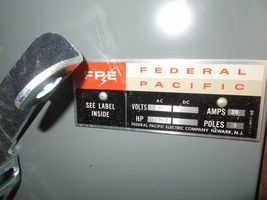 FPE
FEDERAL
PACIFIC
SEE LABEL
INSIDE
AC DC
VOLTS
AMPS
HP
POLES
FEDERAL PACIFIC ELECTRIC COMPANY NEWARK, N.J.